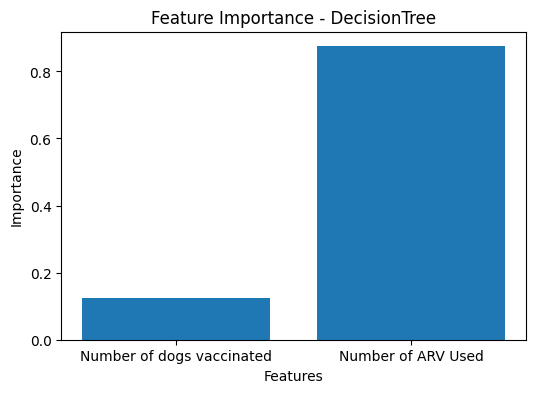 Feature Importance - DecisionTree
Importance
0.8
0.6
0.4
0.2
0.0
Number of dogs vaccinated
Number of ARV Used
Features